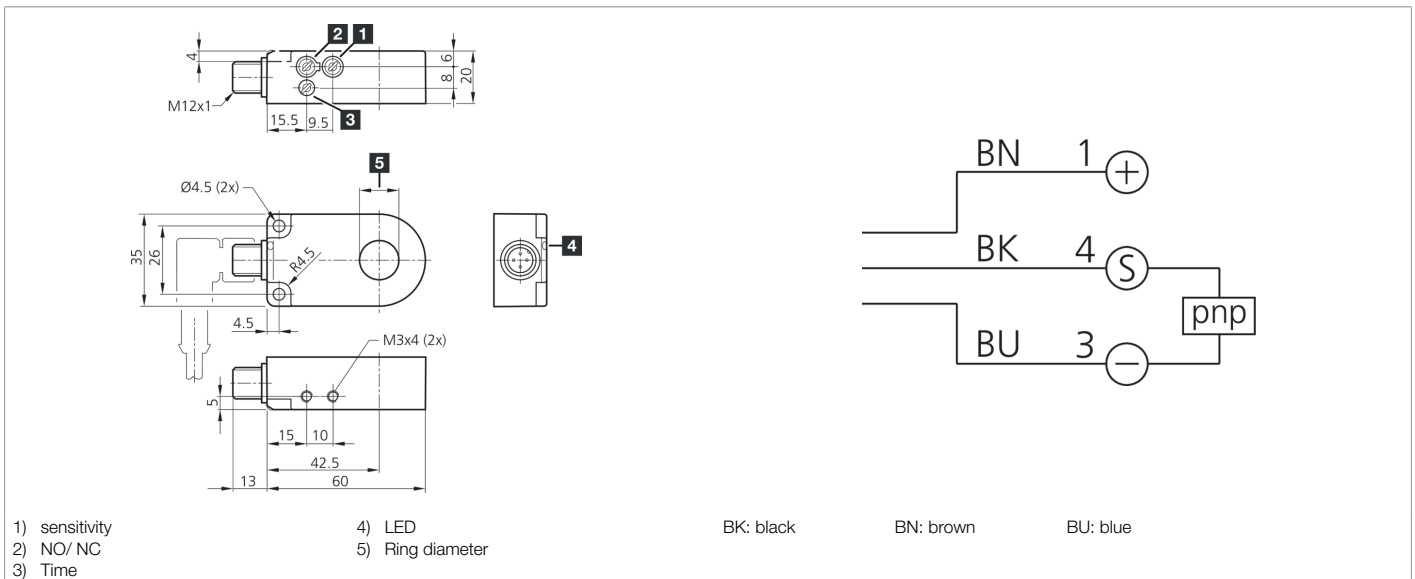 2 1
4
6
8
20
M12x1
15.5 9.5 3
5
Ø4.5 (2x)
35
26
R4.5
4
4.5
M3x4 (2x)
5
15 10
42.5
13 60
BN 1 +
BK 4 S
pnp
BU 3 −
1) sensitivity
2) NO/ NC
3) Time
4) LED
5) Ring diameter
BK: black BN: brown BU: blue